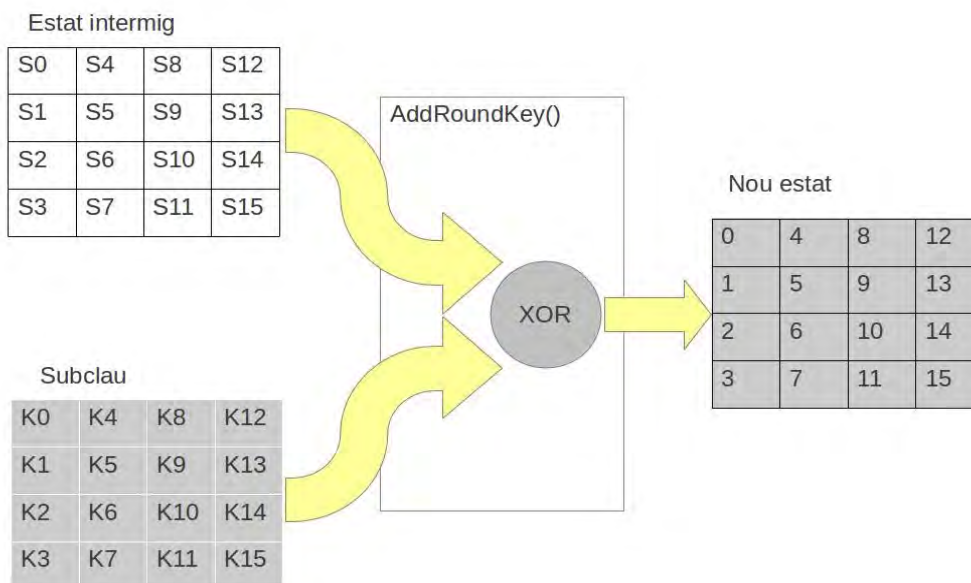 Estat intermig
S0 S4 S8 S12
S1 S5 S9 S13
S2 S6 S10 S14
S3 S7 S11 S15
AddRoundKey()
XOR
Nou estat
0 4 8 12
1 5 9 13
2 6 10 14
3 7 11 15
Subclau
K0 K4 K8 K12
K1 K5 K9 K13
K2 K6 K10 K14
K3 K7 K11 K15